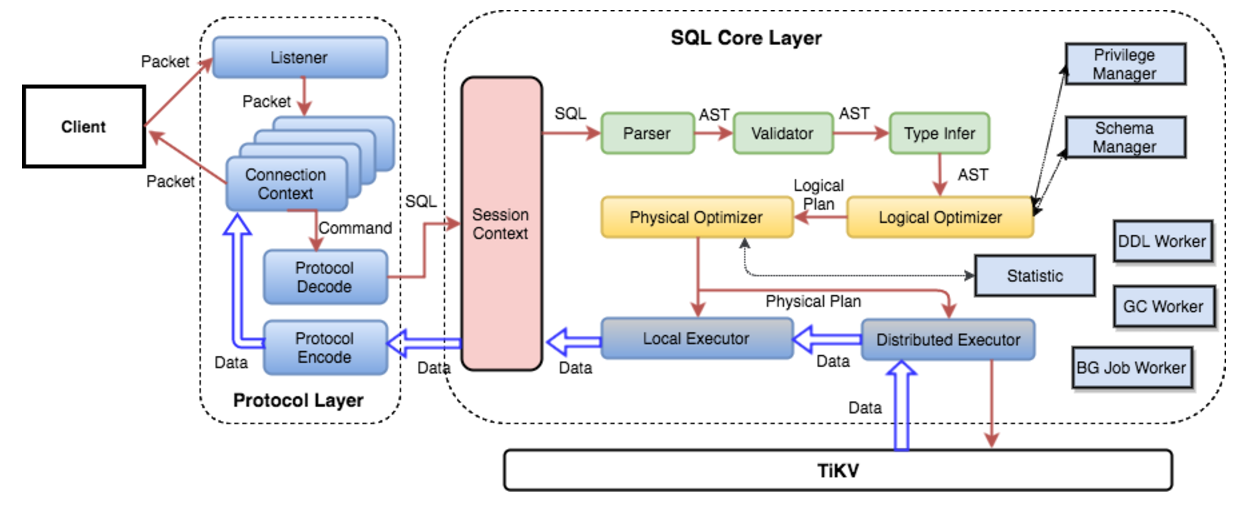 SQL Core Layer
Packet
Listener
Privilege
Manager
Packet
Client
SQL
Parser
AST
Validator
AST
Type Infer
Schema
Manager
Packet
Connection
Context
AST
SQL
Session
Context
Logical
Plan
Physical Optimizer
Logical Optimizer
Command
DDL Worker
Protocol
Decode
Statistic
Physical Plan
GC Worker
Protocol
Encode
Local Executor
Distributed Executor
Data
Data
Data
Data
BG Job Worker
Protocol Layer
Data
TiKV